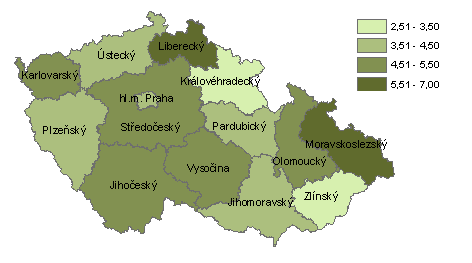 2,51 - 3,50
3,51 - 4,50
4,51 - 5,50
5,51 - 7,00
Liberecký
Ústecký
Karlovarský
Královéhradecký
hl.m. Praha
Plzeňský
Středočeský
Pardubický
Moravskoslezský
Olomoucký
Vysočina
Jihočeský
Zlínský
Jihomoravský